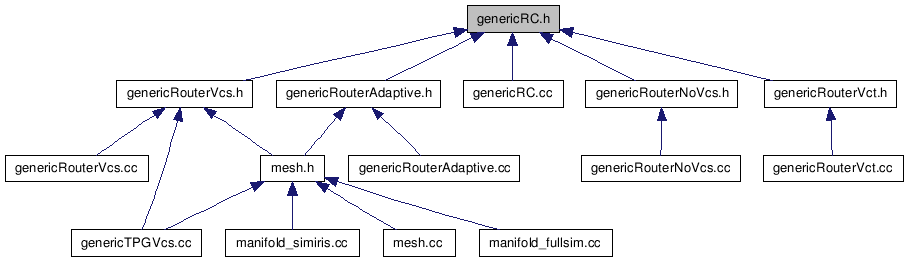 genericRC.h
genericRouterVcs.h
genericRouterAdaptive.h
genericRC.cc
genericRouterNoVcs.h
genericRouterVct.h
genericRouterVcs.cc
mesh.h
genericRouterAdaptive.cc
genericRouterNoVcs.cc
genericRouterVct.cc
genericTPGVcs.cc
manifold_simiris.cc
mesh.cc
manifold_fullsim.cc